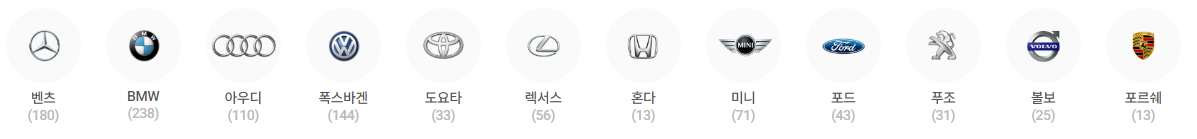 벤츠 BMW 아우디 폭스바겐 도요타 렉서스 혼다 미니 포드 푸조 볼보 포르쉐
(180) (238) (110) (144) (33) (56) (13) (71) (43) (31) (25) (13)